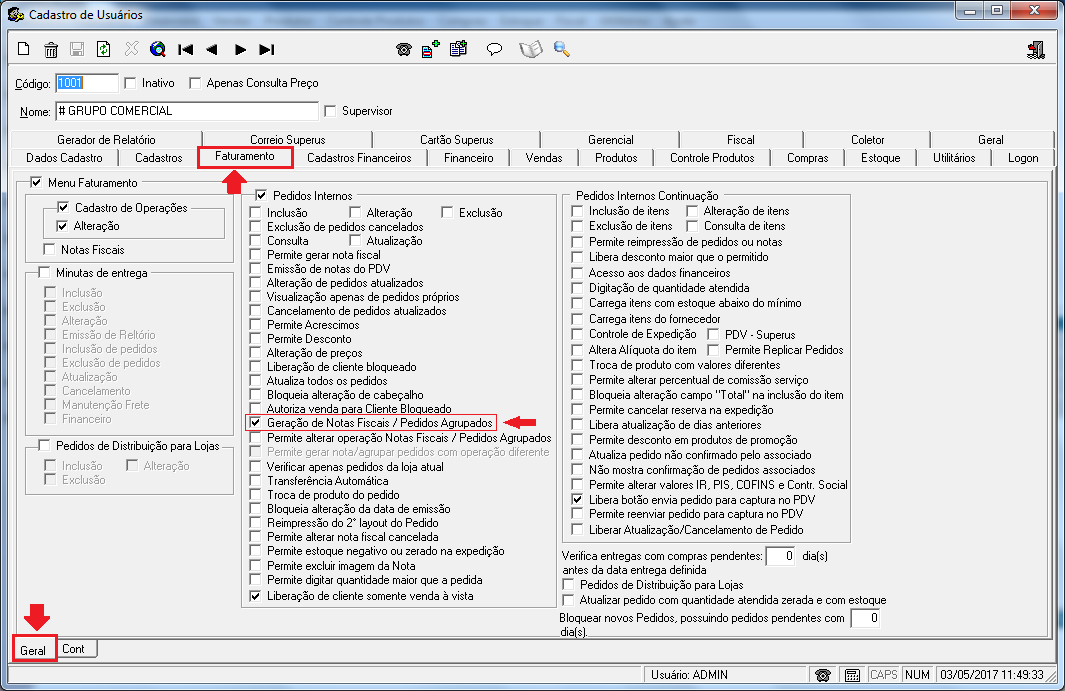 Cadastro de Usuários
Código: 1001 Inativo Apenas Consulta Preço
Nome: # GRUPO COMERCIAL Supervisor
Gerador de Relatório Correio Superus Cartão Superus Gerencial Fiscal Coletor Geral
Dados Cadastro Cadastros Faturamento Cadastros Financeiros Financeiro Vendas Produtos Controle Produtos Compras Estoque Utilitários Logon
Menu Faturamento
Cadastro de Operações
Alteração
Notas Fiscais
Minutas de entrega
Inclusão
Exclusão
Alteração
Emissão de Reltório
Inclusão de pedidos
Exclusão de pedidos
Atualização
Cancelamento
Manutenção Frete
Financeiro
Pedidos de Distribuição para Lojas
Inclusão Alteração
Exclusão
Pedidos Internos
Inclusão Alteração Exclusão
Exclusão de pedidos cancelados
Consulta Atualização
Permite gerar nota fiscal
Emissão de notas do PDV
Alteração de pedidos atualizados
Visualização apenas de pedidos próprios
Cancelamento de pedidos atualizados
Permite Acrescimos
Permite Desconto
Alteração de preços
Liberação de cliente bloqueado
Atualiza todos os pedidos
Bloqueia alteração de cabeçalho
Autoriza venda para Cliente Bloqueado
Geração de Notas Fiscais / Pedidos Agrupados
Permite alterar operação Notas Fiscais / Pedidos Agrupados
Permite gerar nota/agrupar pedidos com operação diferente
Verificar apenas pedidos da loja atual
Transferência Automática
Troca de produto do pedido
Bloqueia alteração da data de emissão
Reimpressão do 2° layout do Pedido
Permite alterar nota fiscal cancelada
Permite estoque negativo ou zerado na expedição
Permite excluir imagem da Nota
Permite digitar quantidade maior que a pedida
Liberação de cliente somente venda à vista
Pedidos Internos Continuação
Inclusão de itens Alteração de itens
Exclusão de itens Consulta de itens
Permite reimpressão de pedidos ou notas
Libera desconto maior que o permitido
Acesso aos dados financeiros
Digitação de quantidade atendida
Carrega itens com estoque abaixo do mínimo
Carrega itens do fornecedor
Controle de Expedição PDV - Superus
Altera Alíquota do item Permite Replicar Pedidos
Troca de produto com valores diferentes
Permite alterar percentual de comissão serviço
Bloqueia alteração campo "Total" na inclusão do item
Permite cancelar reserva na expedição
Libera atualização de dias anteriores
Permite desconto em produtos de promoção
Atualiza pedido não confirmado pelo associado
Não mostra confirmação de pedidos associados
Permite alterar valores IR, PIS, COFINS e Contr. Social
Libera botão envia pedido para captura no PDV
Permite reenviar pedido para captura no PDV
Liberar Atualização/Cancelamento de Pedido
Verifica entregas com compras pendentes: 0 dia(s)
antes da data entrega definida
Pedidos de Distribuição para Lojas
Atualizar pedido com quantidade atendida zerada e com estoque
Bloquear novos Pedidos, possuindo pedidos pendentes com 0
dia(s).
Geral Cont
Usuário: ADMIN CAPS NUM 03/05/2017 11:49:33